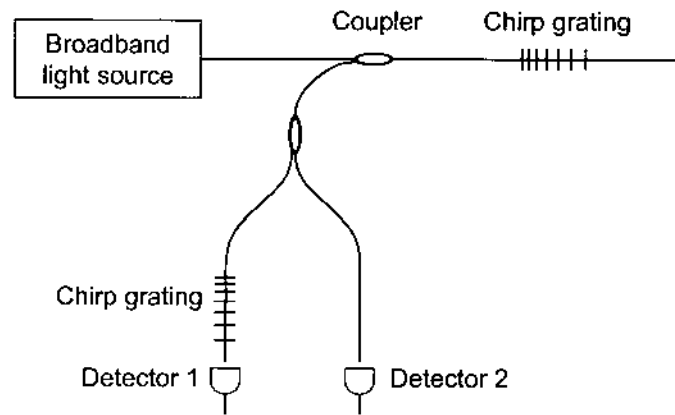 Coupler
Chirp grating
Broadband
light source
Chirp grating
Detector 1
Detector 2